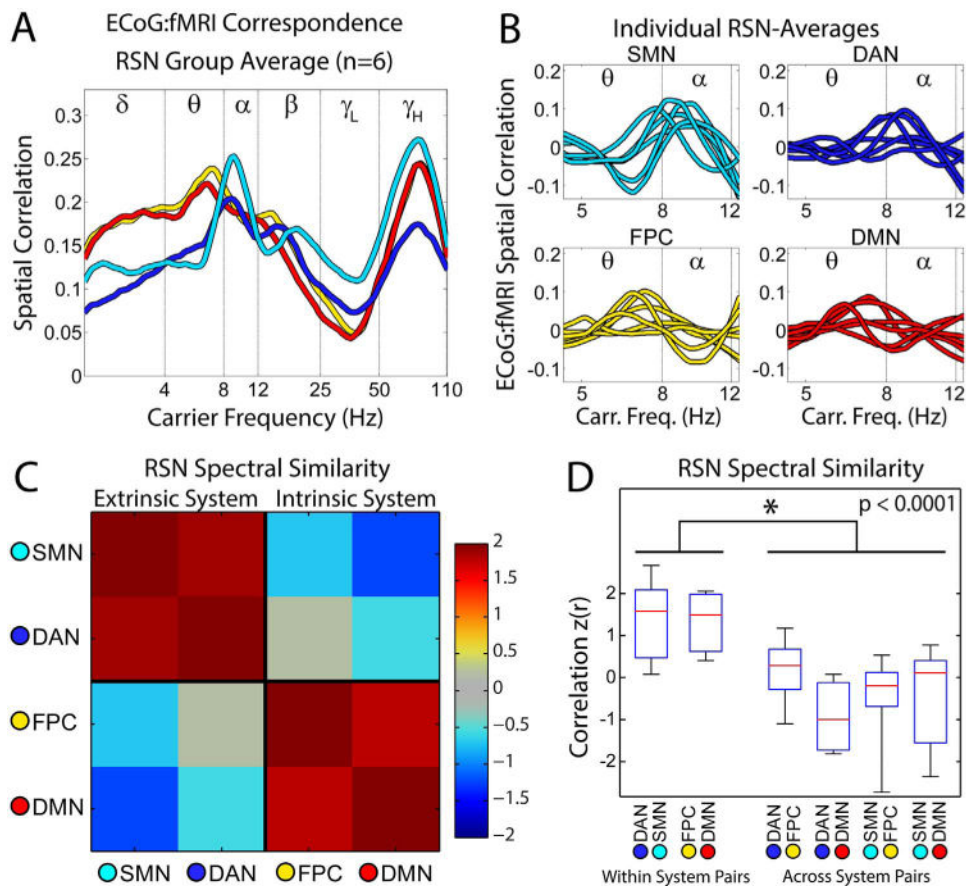 A
ECoG:fMRI Correspondence
RSN Group Average (n=6)
δ θ α β γL γH
0.3
0.25
0.20
0.15
0.1
0.05
0
Spatial Correlation
4 8 12 25 50 110
Carrier Frequency (Hz)
B
Individual RSN-Averages
SMN DAN
0.2
0.1
0
-0.1
θ α
5 8 12
0.2
0.1
0
-0.1
θ α
5 8 12
FPC DMN
0.2
0.1
0
-0.1
θ α
5 8 12
0.2
0.1
0
-0.1
θ α
5 8 12
ECoG:fMRI Spatial Correlation
Carr. Freq. (Hz) Carr. Freq. (Hz)
C
RSN Spectral Similarity
Extrinsic System Intrinsic System
SMN
DAN
FPC
DMN
SMN DAN FPC DMN
2
1.5
1
0.5
0
−0.5
−1
−1.5
−2
D
RSN Spectral Similarity
p < 0.0001
*
Correlation z(r)
2
1
0
-1
-2
DAN SMN FPC DMN DAN FPC DAN DMN SMN FPC SMN DMN
Within System Pairs Across System Pairs